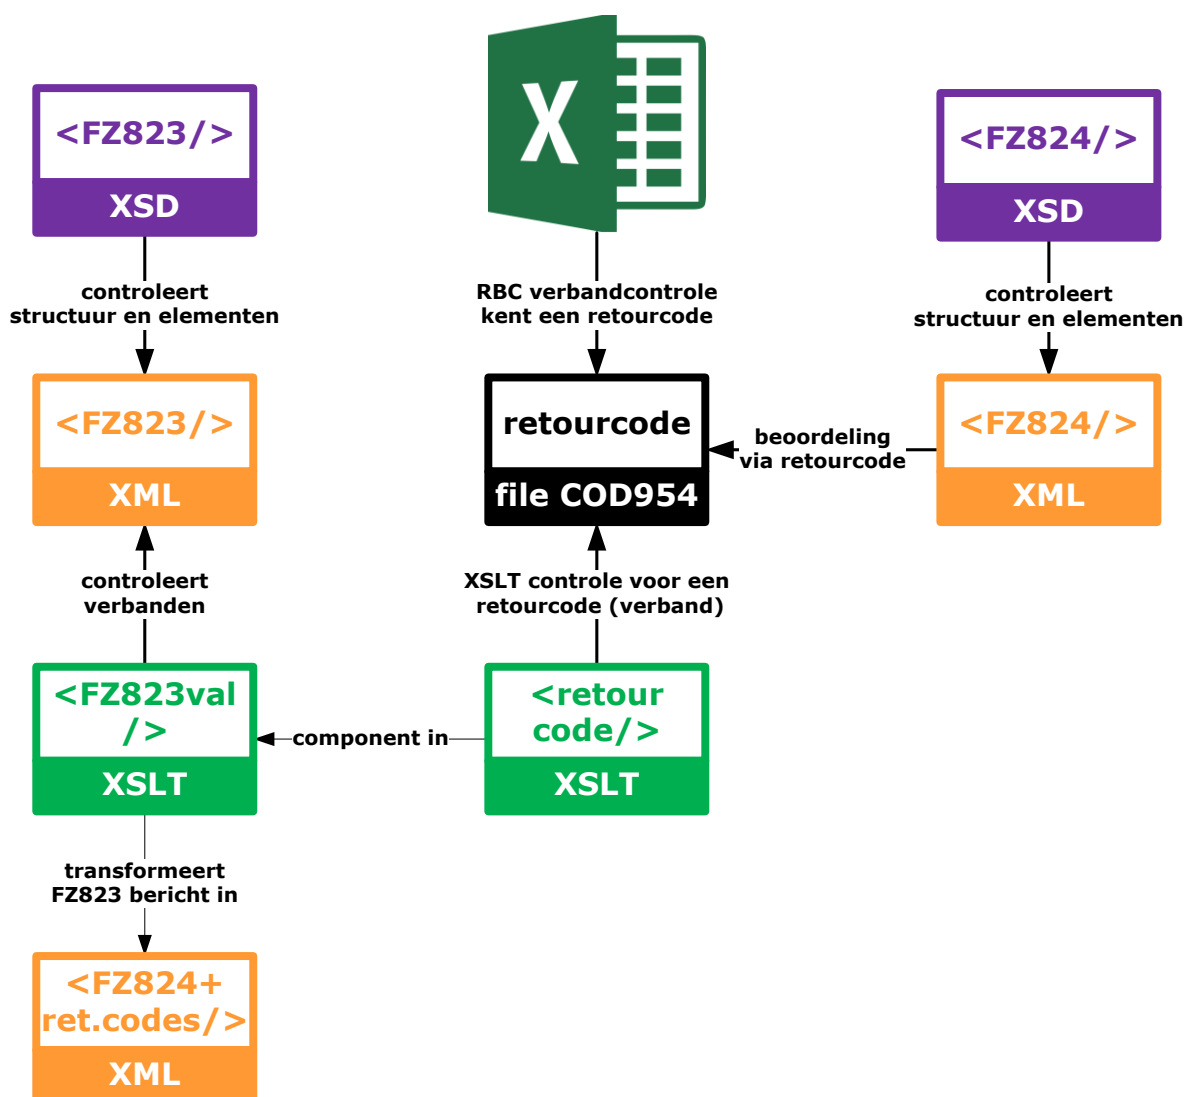 <FZ823/>
XSD
X
<FZ824/>
XSD
controleert
structuur en elementen
RBC verbandcontrole
kent een retourcode
controleert
structuur en elementen
<FZ823/>
XML
retourcode
file COD954
beoordeling
via retourcode
<FZ824/>
XML
controleert
verbanden
XSLT controle voor een
retourcode (verband)
<FZ823val
/>
XSLT
component in
<retour
code/>
XSLT
transformeert
FZ823 bericht in
<FZ824+
ret.codes/>
XML